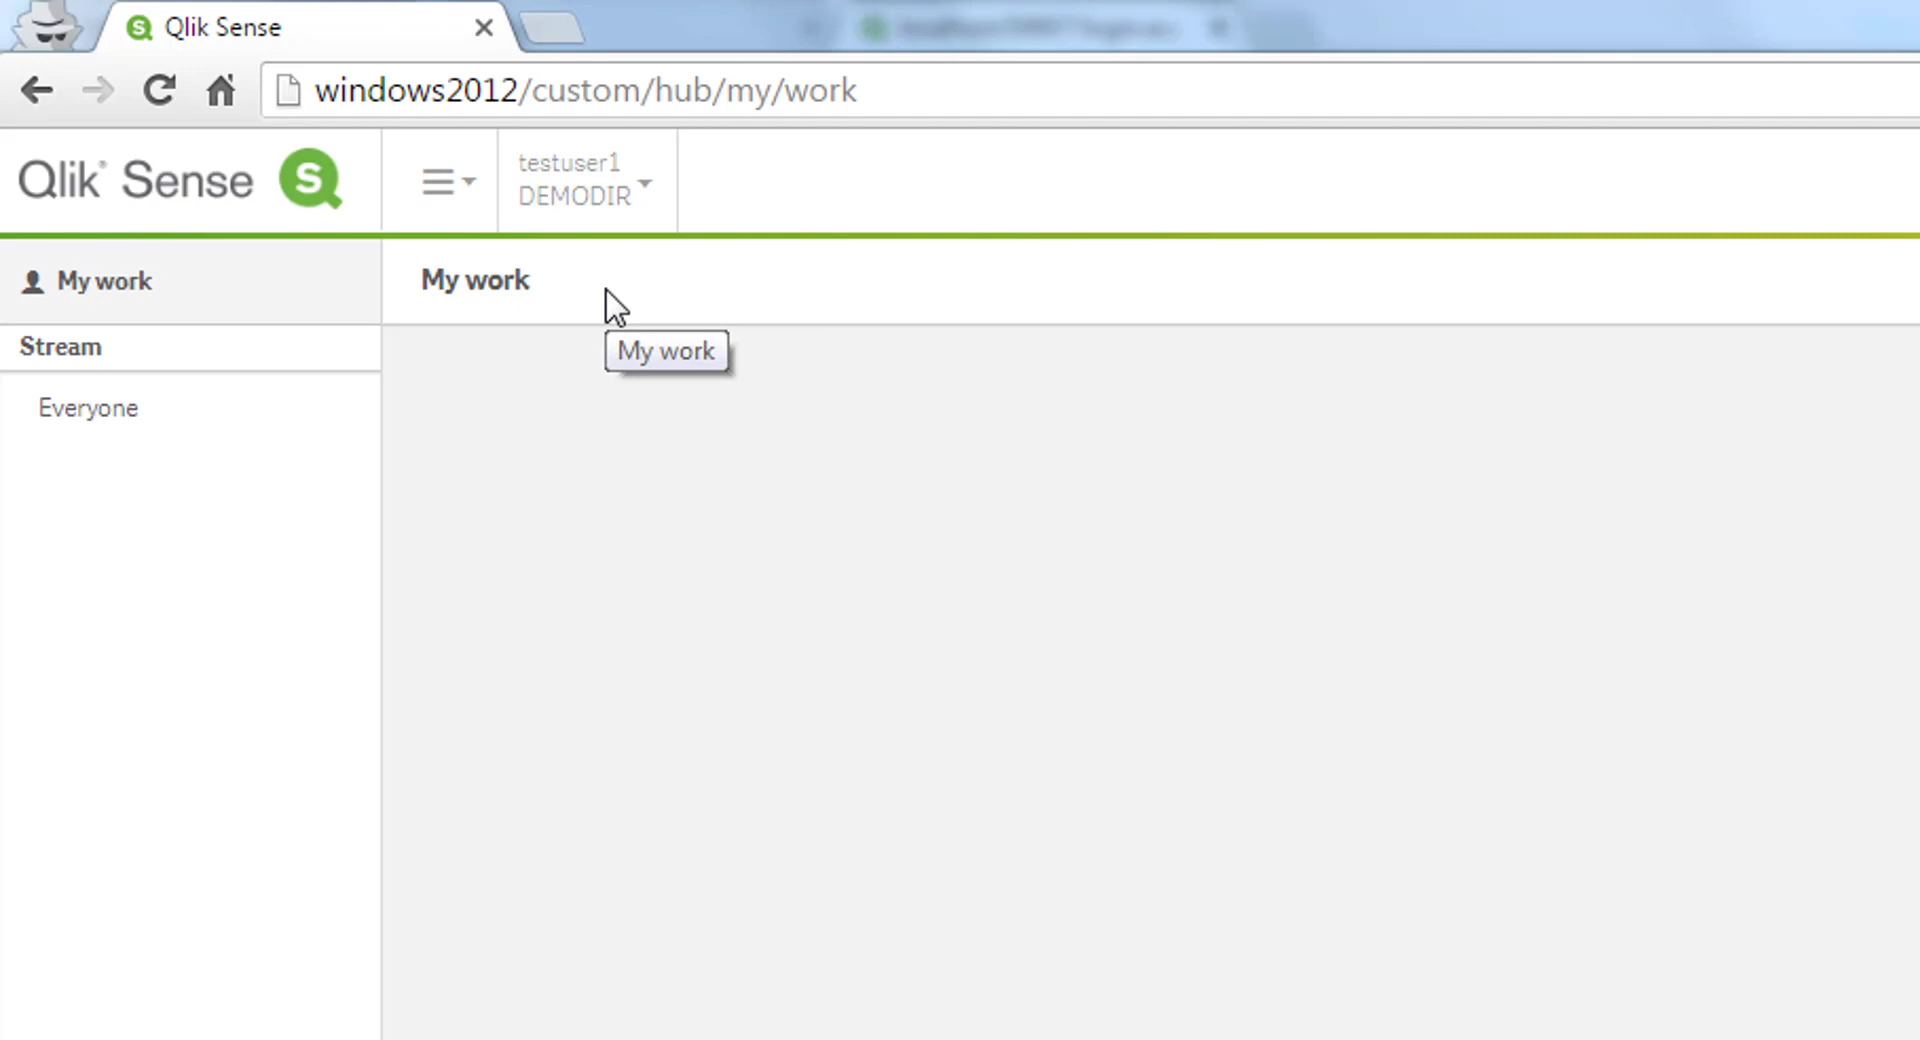 Qlik Sense
windows2012/custom/hub/my/work
Qlik Sense
testuser1
DEMODIR
My work
My work
My work
Stream
Everyone